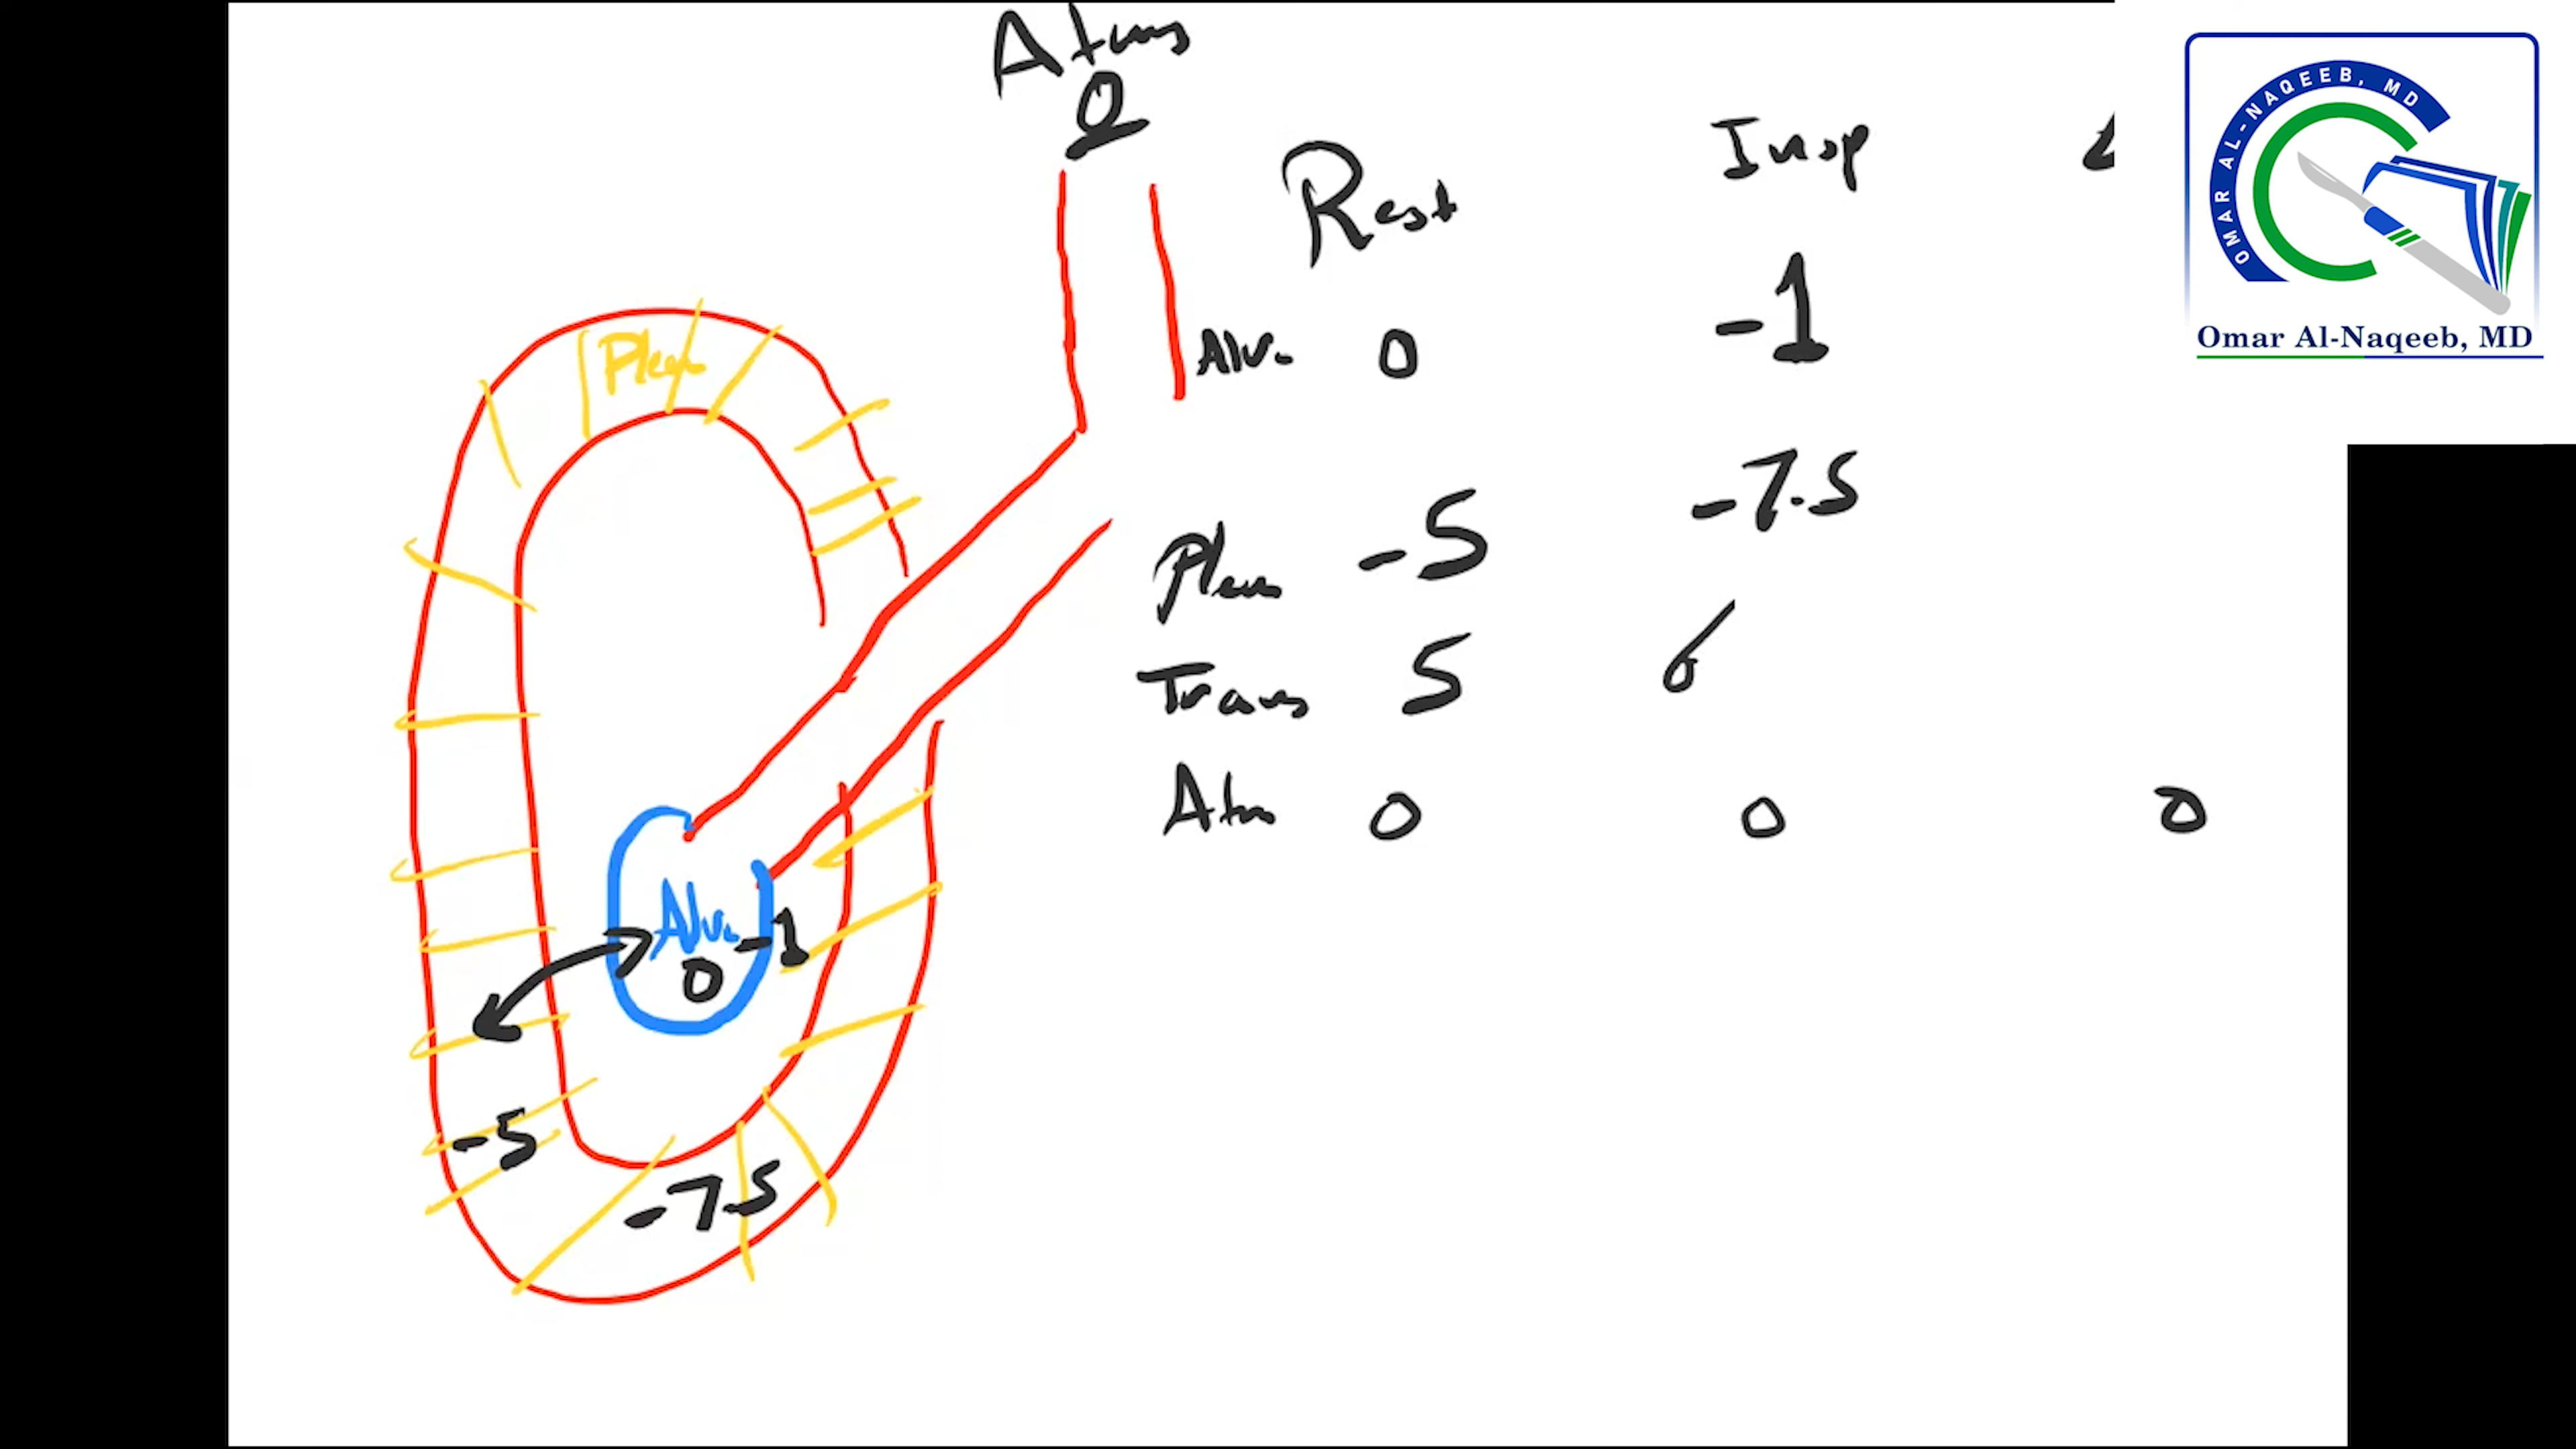 Atm
0
Rest Insp
Alv. 0 -1
Pleu -5 -7.5
Trans 5 6
Atm 0 0 0
Pleu
Alv.
0 -1
-5
-7.5
OMAR AL-NAQEEB, MD
Omar Al-Naqeeb, MD